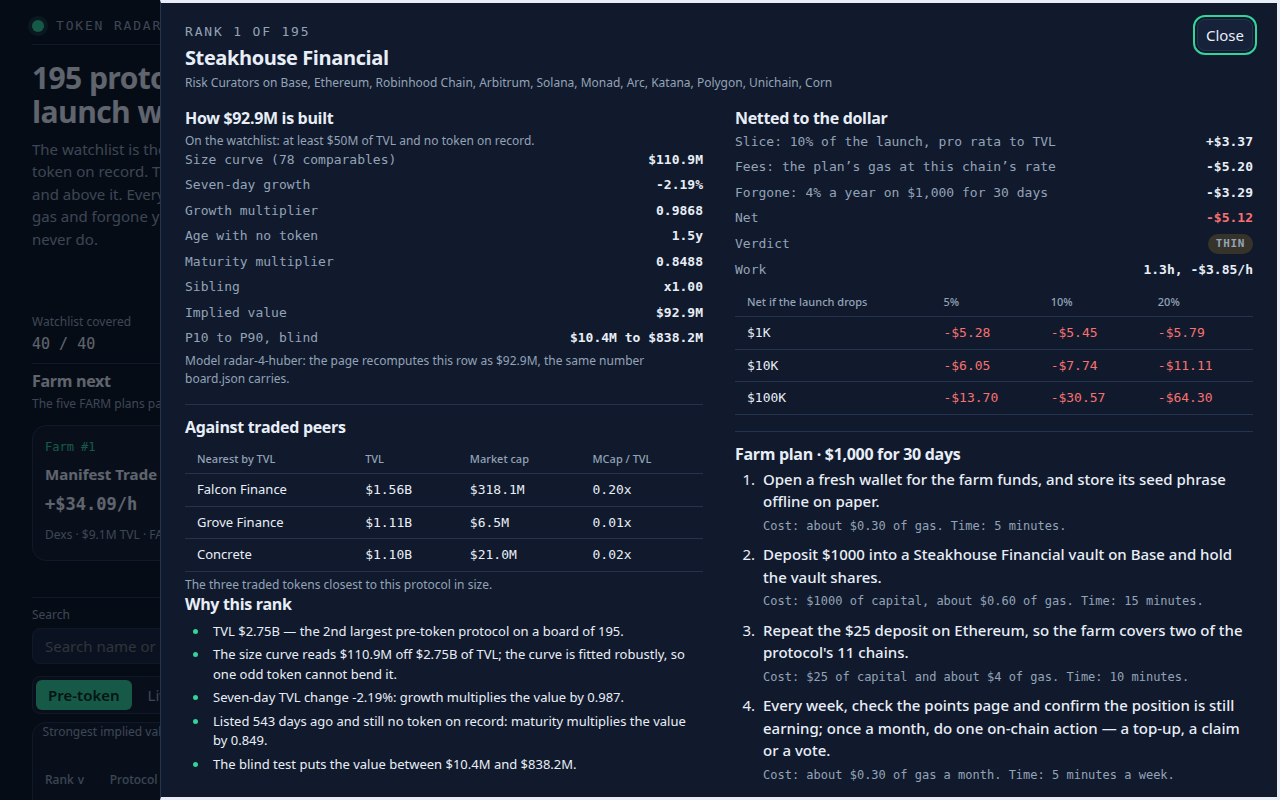 TOKEN RADAR
195 proto
launch w
The watchlist is the
token on record. T
and above it. Every
gas and forgone y
never do.
Watchlist covered
40 / 40
Farm next
The five FARM plans pa
Farm #1
Manifest Trade
+$34.09/h
Dexs · $9.1M TVL · FA
Search
Search name or
Pre-token
Li
Strongest implied val
Rank v
Protocol
RANK 1 OF 195
Close
Steakhouse Financial
Risk Curators on Base, Ethereum, Robinhood Chain, Arbitrum, Solana, Monad, Arc, Katana, Polygon, Unichain, Corn
How $92.9M is built
On the watchlist: at least $50M of TVL and no token on record.
Size curve (78 comparables) $110.9M
Seven-day growth -2.19%
Growth multiplier 0.9868
Age with no token 1.5y
Maturity multiplier 0.8488
Sibling x1.00
Implied value $92.9M
P10 to P90, blind $10.4M to $838.2M
Model radar-4-huber: the page recomputes this row as $92.9M, the same number
board.json carries.
Against traded peers
Nearest by TVL TVL Market cap MCap / TVL
Falcon Finance $1.56B $318.1M 0.20x
Grove Finance $1.11B $6.5M 0.01x
Concrete $1.10B $21.0M 0.02x
The three traded tokens closest to this protocol in size.
Why this rank
TVL $2.75B — the 2nd largest pre-token protocol on a board of 195.
The size curve reads $110.9M off $2.75B of TVL; the curve is fitted robustly, so
one odd token cannot bend it.
Seven-day TVL change -2.19%: growth multiplies the value by 0.987.
Listed 543 days ago and still no token on record: maturity multiplies the value
by 0.849.
The blind test puts the value between $10.4M and $838.2M.
Netted to the dollar
Slice: 10% of the launch, pro rata to TVL +$3.37
Fees: the plan’s gas at this chain’s rate -$5.20
Forgone: 4% a year on $1,000 for 30 days -$3.29
Net -$5.12
Verdict THIN
Work 1.3h, -$3.85/h
Net if the launch drops 5% 10% 20%
$1K -$5.28 -$5.45 -$5.79
$10K -$6.05 -$7.74 -$11.11
$100K -$13.70 -$30.57 -$64.30
Farm plan · $1,000 for 30 days
1. Open a fresh wallet for the farm funds, and store its seed phrase
offline on paper.
Cost: about $0.30 of gas. Time: 5 minutes.
2. Deposit $1000 into a Steakhouse Financial vault on Base and hold
the vault shares.
Cost: $1000 of capital, about $0.60 of gas. Time: 15 minutes.
3. Repeat the $25 deposit on Ethereum, so the farm covers two of the
protocol's 11 chains.
Cost: $25 of capital and about $4 of gas. Time: 10 minutes.
4. Every week, check the points page and confirm the position is still
earning; once a month, do one on-chain action — a top-up, a claim
or a vote.
Cost: about $0.30 of gas a month. Time: 5 minutes a week.